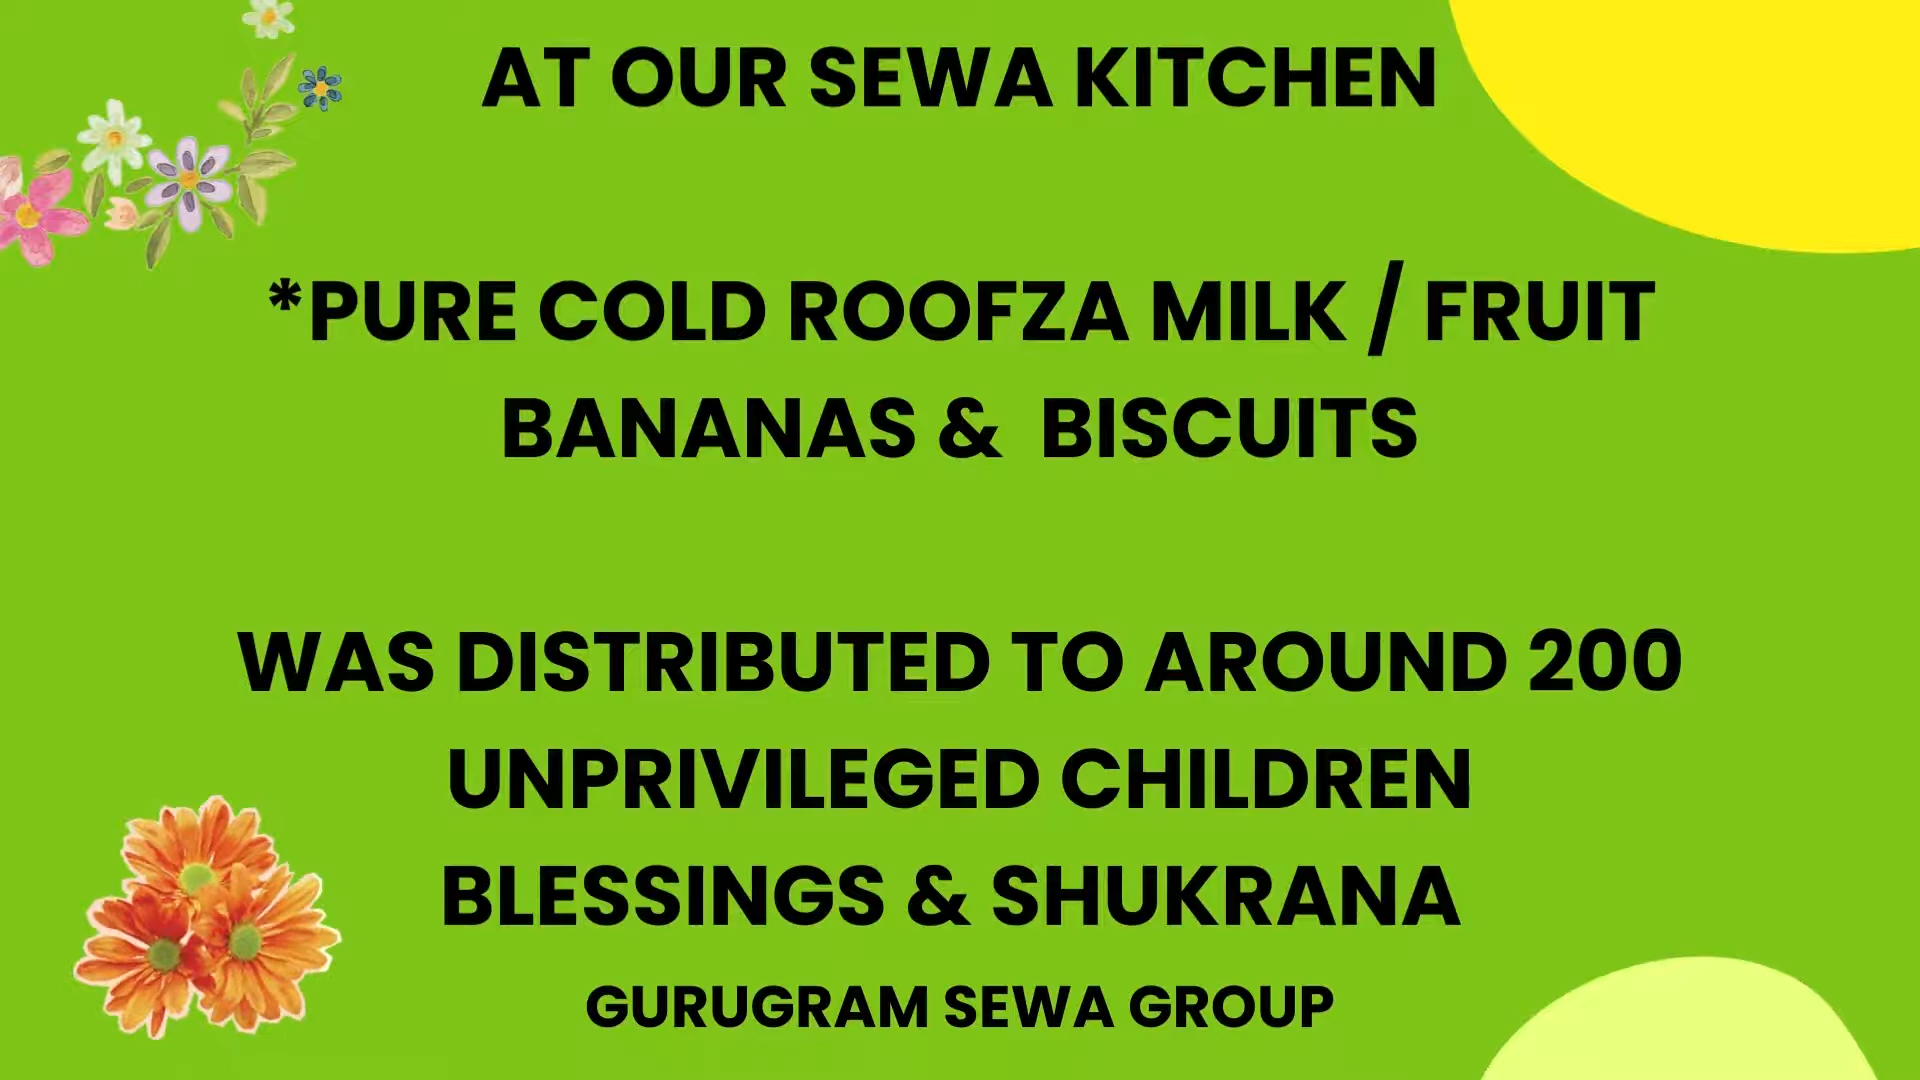 AT OUR SEWA KITCHEN
*PURE COLD ROOFZA MILK / FRUIT
BANANAS &  BISCUITS
WAS DISTRIBUTED TO AROUND 200
UNPRIVILEGED CHILDREN
BLESSINGS & SHUKRANA
GURUGRAM SEWA GROUP